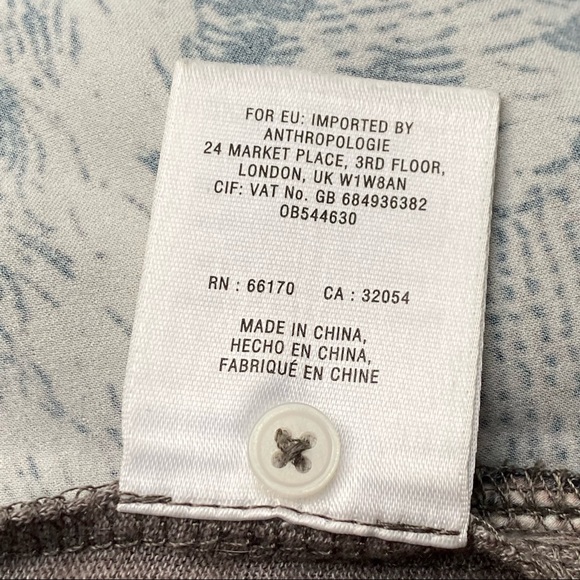 FOR EU: IMPORTED BY
ANTHROPOLOGIE
24 MARKET PLACE, 3RD FLOOR,
LONDON, UK W1W8AN
CIF: VAT No. GB 684936382
OB544630
RN : 66170 CA : 32054
MADE IN CHINA,
HECHO EN CHINA,
FABRIQUÉ EN CHINE